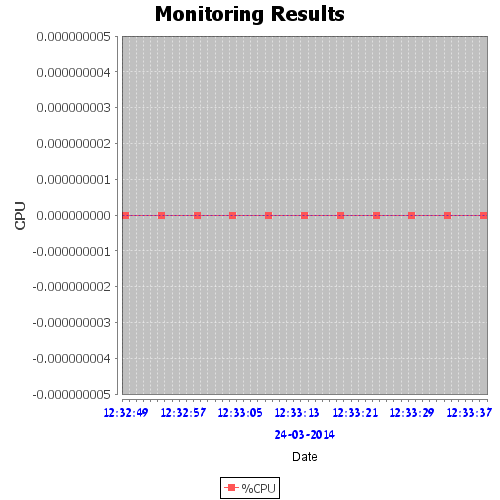 Monitoring Results
0.000000005
0.000000004
0.000000003
0.000000002
0.000000001
0.000000000
-0.000000001
-0.000000002
-0.000000003
-0.000000004
-0.000000005
CPU
12:32:49 12:32:57 12:33:05 12:33:13 12:33:21 12:33:29 12:33:37
24-03-2014
Date
%CPU